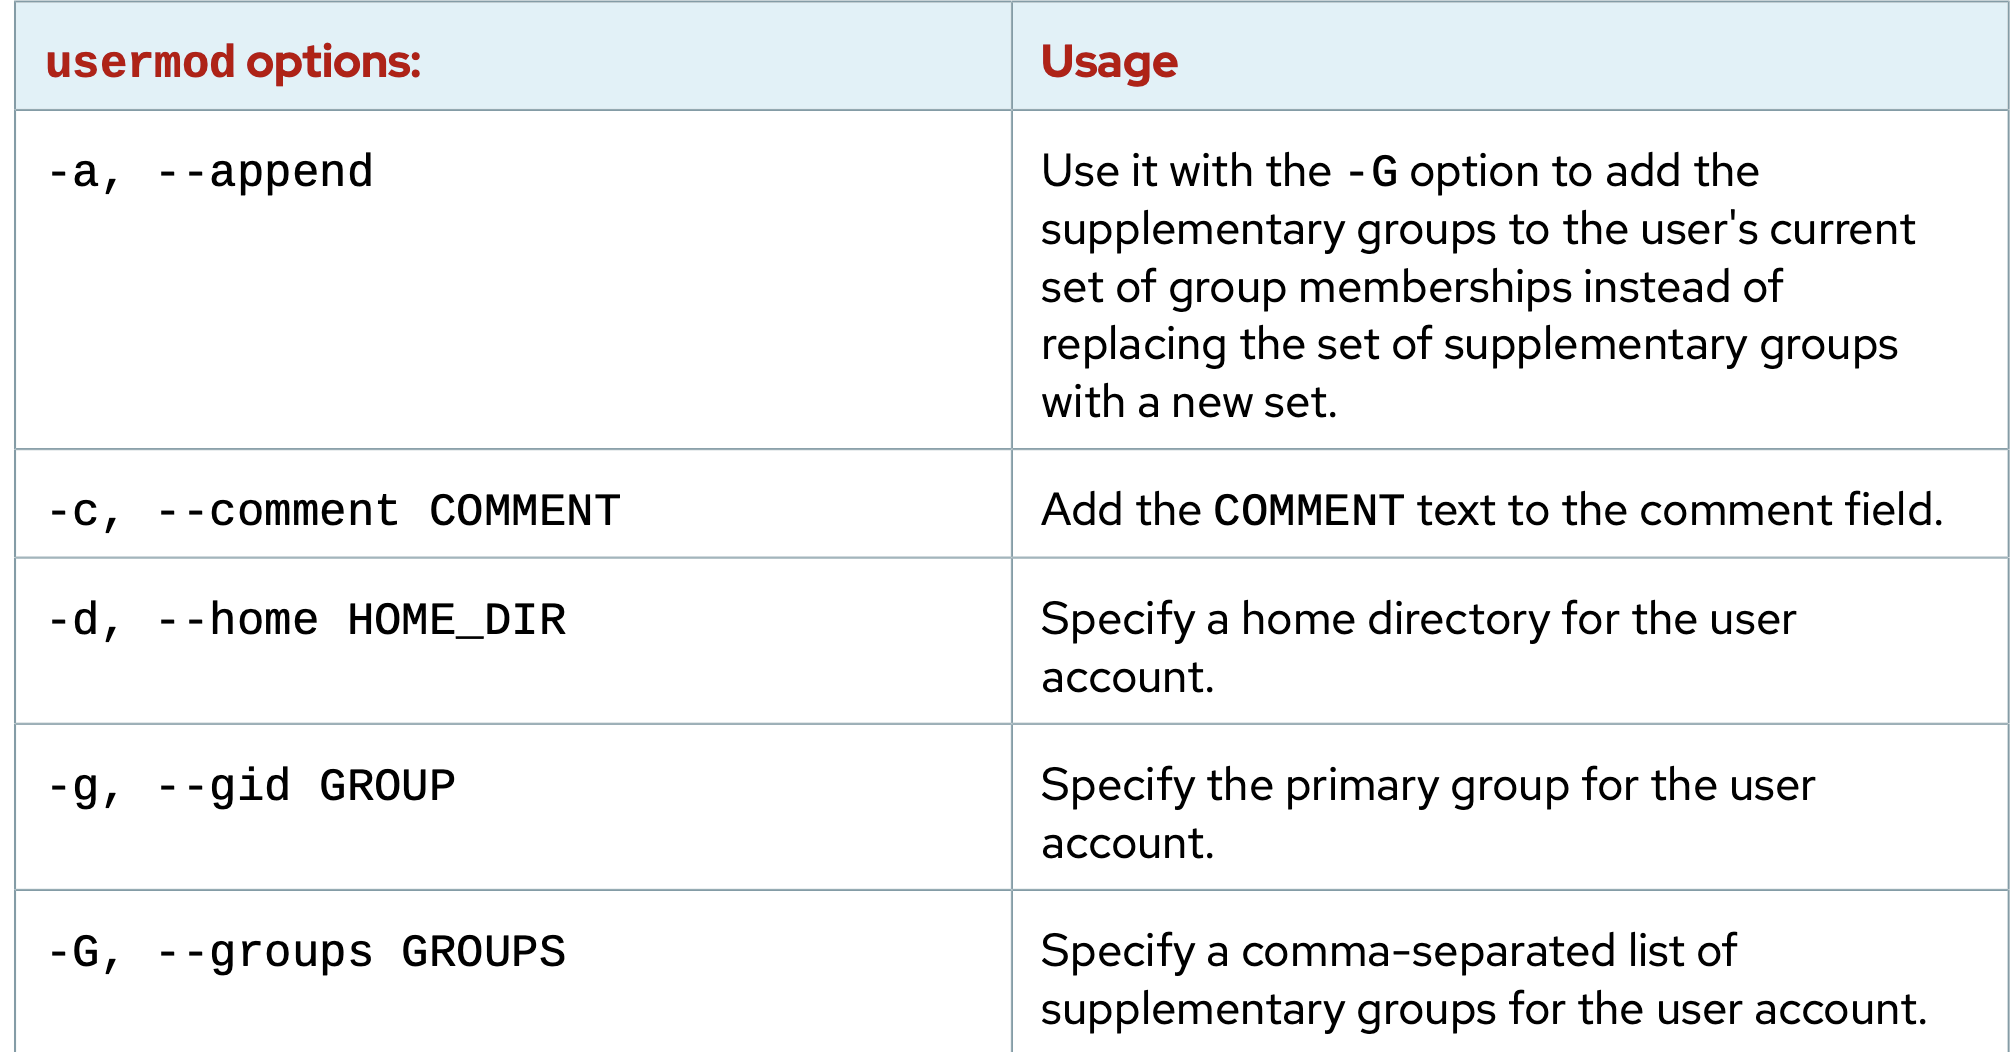 usermod options:
Usage
-a, --append
Use it with the -G option to add the
supplementary groups to the user's current
set of group memberships instead of
replacing the set of supplementary groups
with a new set.
-c, --comment COMMENT
Add the COMMENT text to the comment field.
-d, --home HOME_DIR
Specify a home directory for the user
account.
-g, --gid GROUP
Specify the primary group for the user
account.
-G, --groups GROUPS
Specify a comma-separated list of
supplementary groups for the user account.